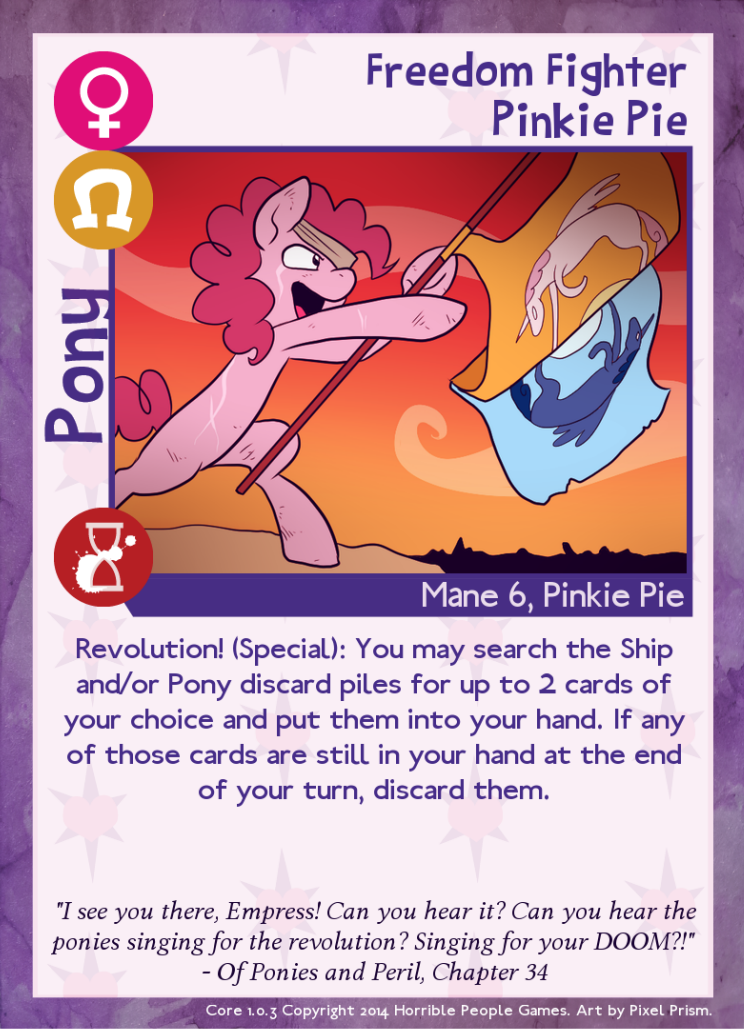 Freedom Fighter
Pinkie Pie
Pony
Mane 6, Pinkie Pie
Revolution! (Special): You may search the Ship
and/or Pony discard piles for up to 2 cards of
your choice and put them into your hand. If any
of those cards are still in your hand at the end
of your turn, discard them.
"I see you there, Empress! Can you hear it? Can you hear the
ponies singing for the revolution? Singing for your DOOM?!"
- Of Ponies and Peril, Chapter 34
Core 1.0.3 Copyright 2014 Horrible People Games. Art by Pixel Prism.